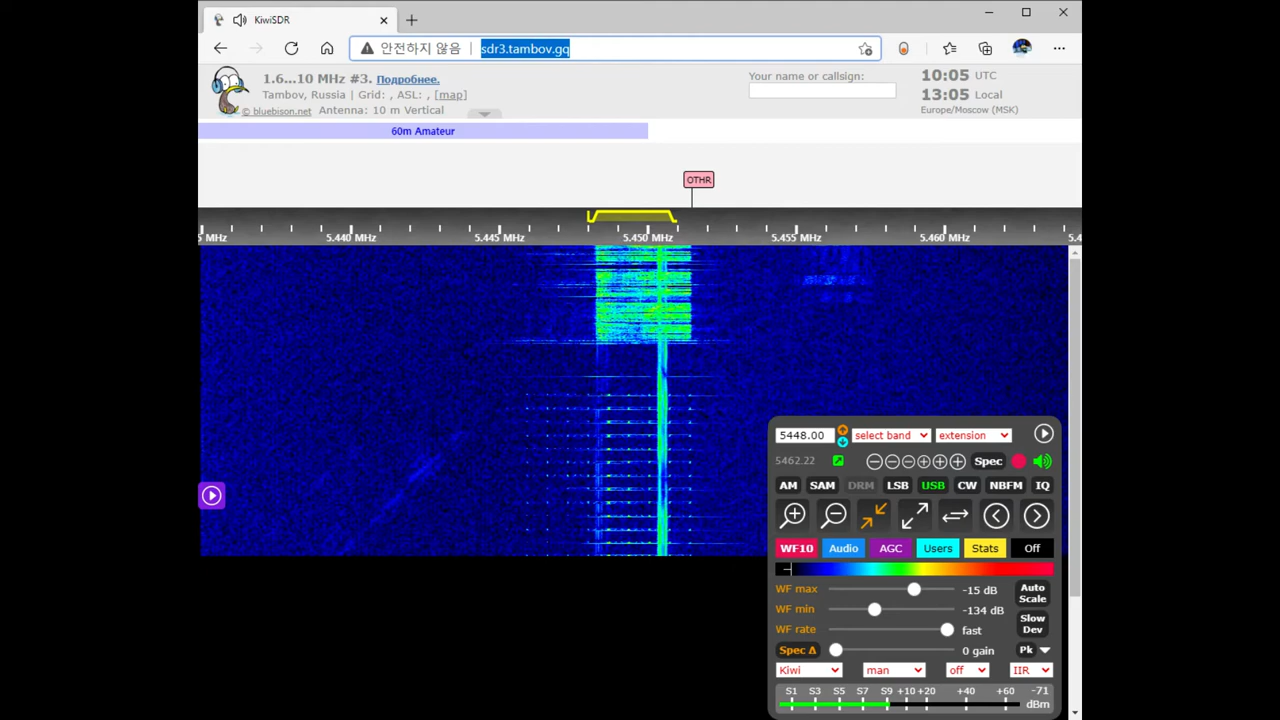 KiwiSDR
안전하지 않음
sdr3.tambov.gq
1.6...10 MHz #3. Подробнее.
Tambov, Russia | Grid: , ASL: , [map]
© bluebison.net Antenna: 10 m Vertical
Your name or callsign:
10:05 UTC
13:05 Local
Europe/Moscow (MSK)
60m Amateur
OTHR
5 MHz 5.440 MHz 5.445 MHz 5.450 MHz 5.455 MHz 5.460 MHz 5.4
5448.00 select band extension
5462.22 Spec
AM SAM DRM LSB USB CW NBFM IQ
WF10 Audio AGC Users Stats Off
WF max -15 dB Auto Scale
WF min -134 dB
WF rate fast Slow Dev
Spec Δ 0 gain Pk
Kiwi man off IIR
S1 S3 S5 S7 S9 +10 +20 +40 +60 -71 dBm